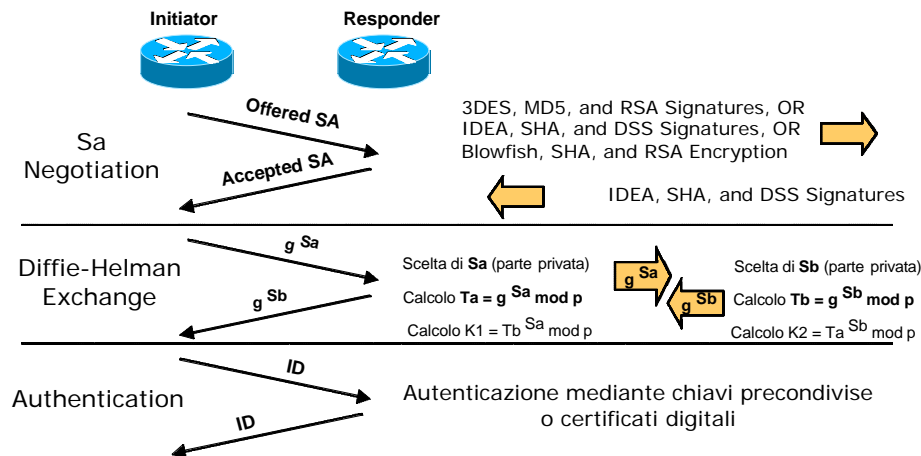 Initiator
Responder
Offered SA
Accepted SA
Sa
Negotiation
3DES, MD5, and RSA Signatures, OR
IDEA, SHA, and DSS Signatures, OR
Blowfish, SHA, and RSA Encryption
IDEA, SHA, and DSS Signatures
Diffie-Helman
Exchange
g Sa
g Sb
Scelta di Sa (parte privata)
Calcolo Ta = g Sa mod p
Calcolo K1 = Tb Sa mod p
g Sa
g Sb
Scelta di Sb (parte privata)
Calcolo Tb = g Sb mod p
Calcolo K2 = Ta Sb mod p
Authentication
ID
ID
Autenticazione mediante chiavi precondivise
o certificati digitali